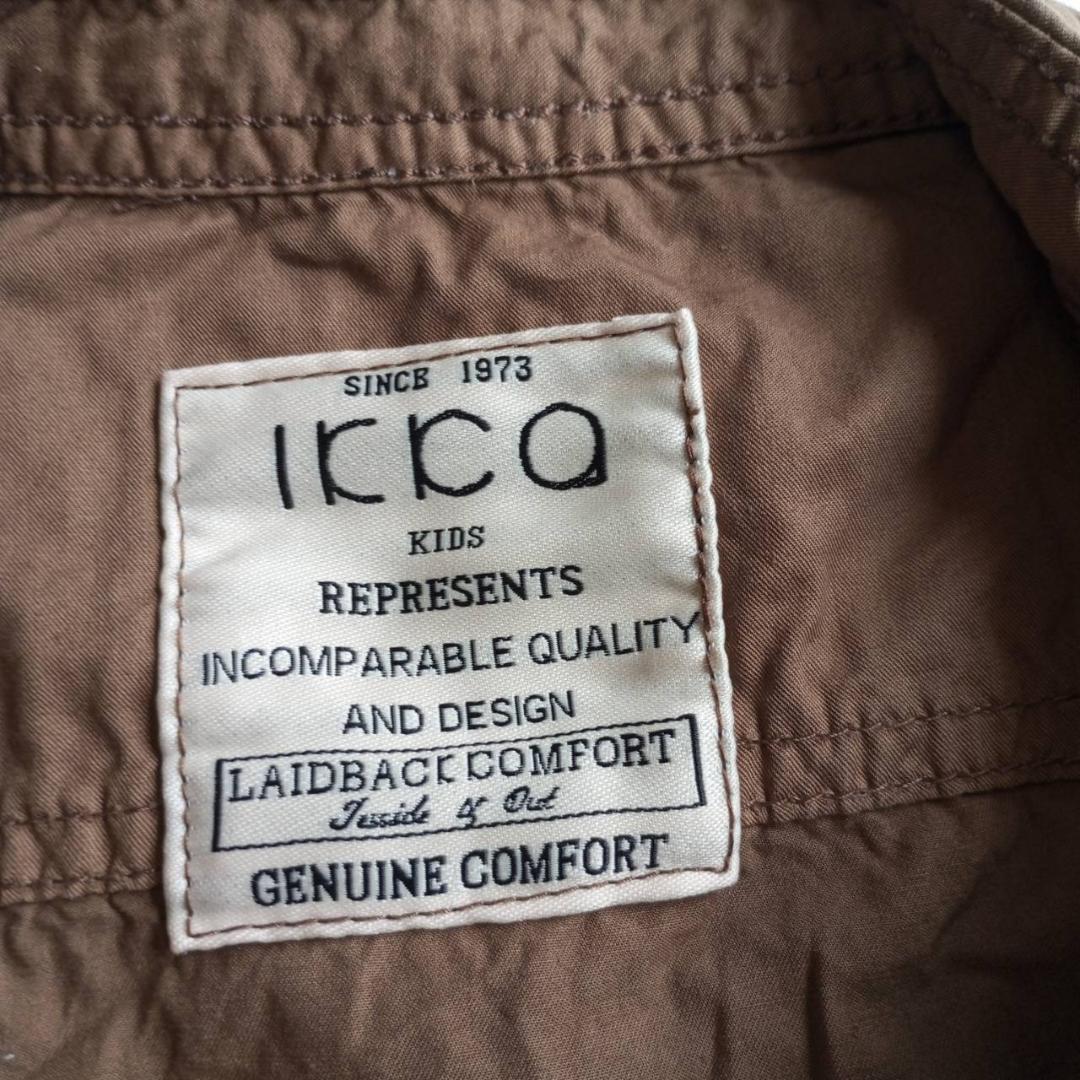 SINCE 1973
ikka
KIDS
REPRESENTS
INCOMPARABLE QUALITY
AND DESIGN
LAIDBACK COMFORT
Inside & Out
GENUINE COMFORT